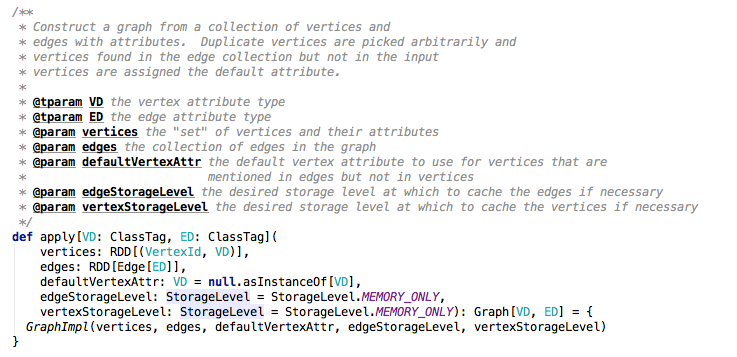 /**
 * Construct a graph from a collection of vertices and
 * edges with attributes.  Duplicate vertices are picked arbitrarily and
 * vertices found in the edge collection but not in the input
 * vertices are assigned the default attribute.
 *
 * @tparam VD the vertex attribute type
 * @tparam ED the edge attribute type
 * @param vertices the "set" of vertices and their attributes
 * @param edges the collection of edges in the graph
 * @param defaultVertexAttr the default vertex attribute to use for vertices that are
 *                          mentioned in edges but not in vertices
 * @param edgeStorageLevel the desired storage level at which to cache the edges if necessary
 * @param vertexStorageLevel the desired storage level at which to cache the vertices if necessary
 */
def apply[VD: ClassTag, ED: ClassTag](
    vertices: RDD[(VertexId, VD)],
    edges: RDD[Edge[ED]],
    defaultVertexAttr: VD = null.asInstanceOf[VD],
    edgeStorageLevel: StorageLevel = StorageLevel.MEMORY_ONLY,
    vertexStorageLevel: StorageLevel = StorageLevel.MEMORY_ONLY): Graph[VD, ED] = {
  GraphImpl(vertices, edges, defaultVertexAttr, edgeStorageLevel, vertexStorageLevel)
}